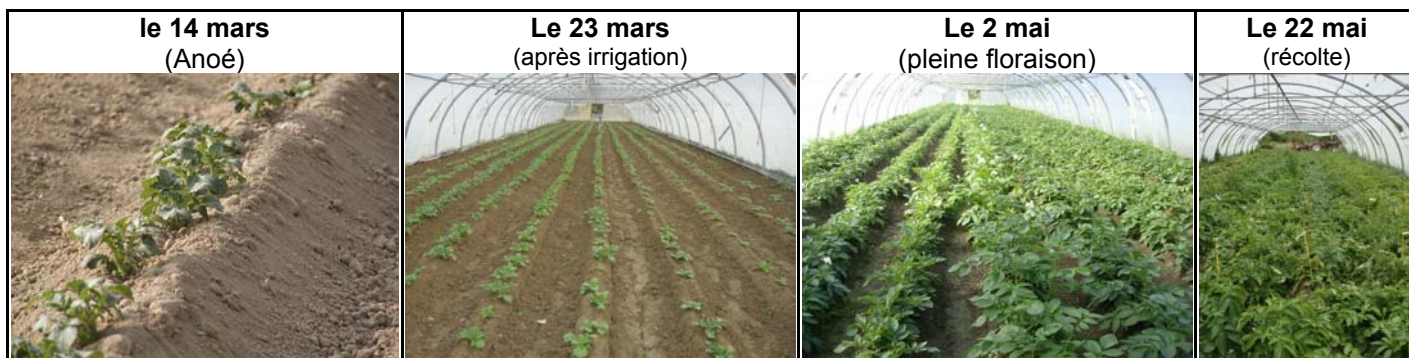 le 14 mars
(Anoé)
Le 23 mars
(après irrigation)
Le 2 mai
(pleine floraison)
Le 22 mai
(récolte)